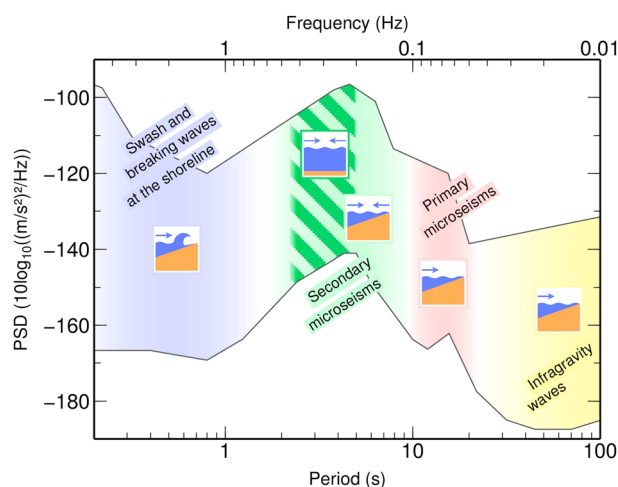 Frequency (Hz)
1
0.1
0.01
−100
−120
−140
−160
−180
PSD (10log₁₀((m/s²)²/Hz))
Swash and
breaking waves
at the shoreline
Secondary
microseisms
Primary
microseisms
Infragravity
waves
1
10
100
Period (s)